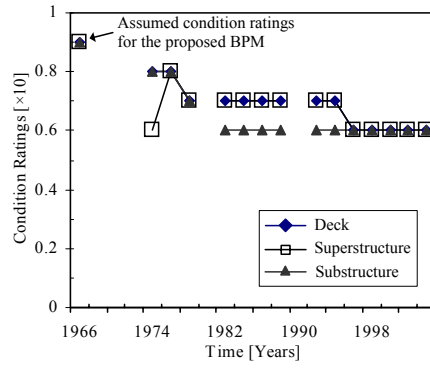 Assumed condition ratings
for the proposed BPM
Condition Ratings [×10]
1
0.8
0.6
0.4
0.2
0
Deck
Superstructure
Substructure
1966 1974 1982 1990 1998
Time [Years]